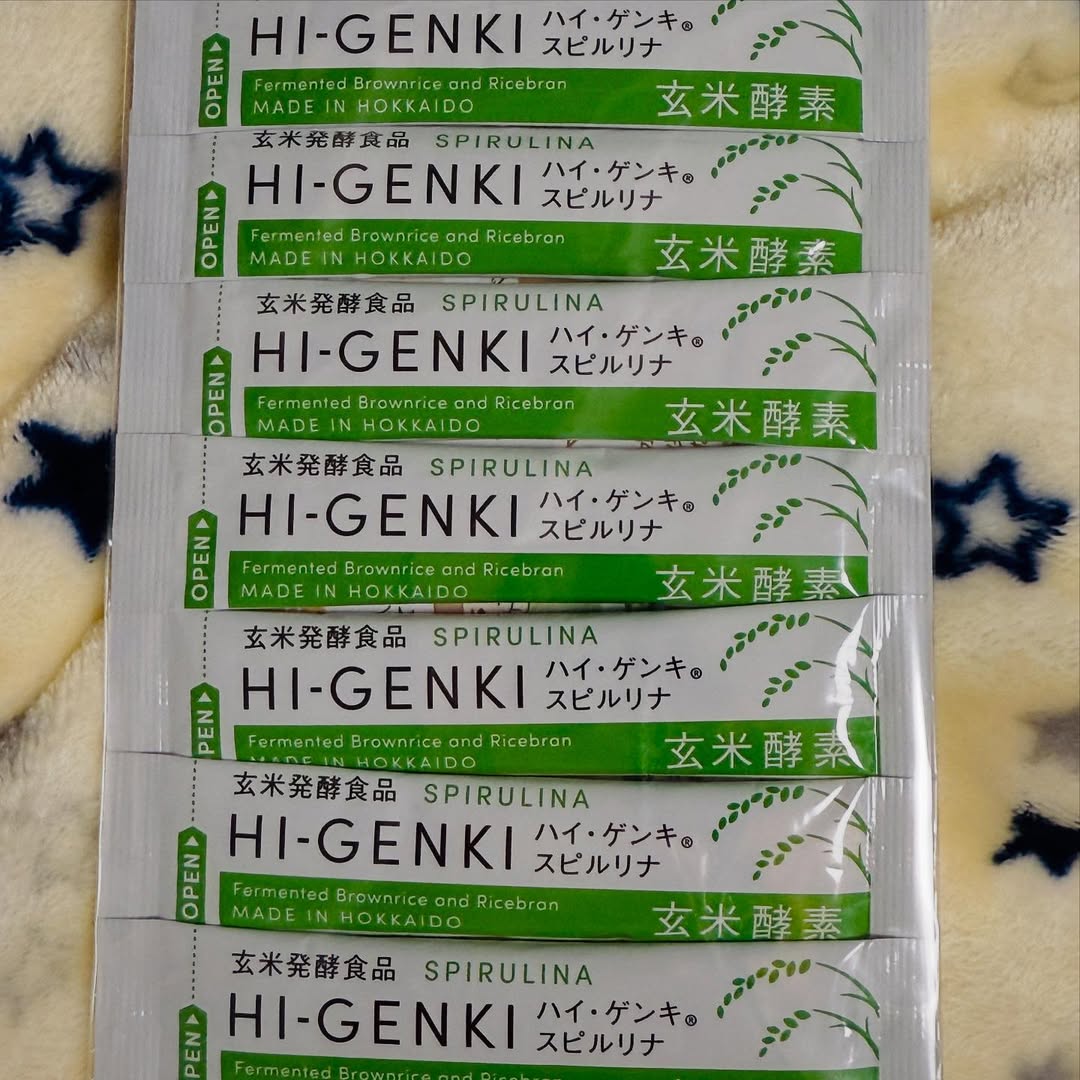 HI-GENKI ハイ・ゲンキ®
スピルリナ
OPEN
Fermented Brownrice and Ricebran
MADE IN HOKKAIDO
玄米酵素
玄米発酵食品 SPIRULINA
HI-GENKI ハイ・ゲンキ®
スピルリナ
OPEN
Fermented Brownrice and Ricebran
MADE IN HOKKAIDO
玄米酵素
玄米発酵食品 SPIRULINA
HI-GENKI ハイ・ゲンキ®
スピルリナ
OPEN
Fermented Brownrice and Ricebran
MADE IN HOKKAIDO
玄米酵素
玄米発酵食品 SPIRULINA
HI-GENKI ハイ・ゲンキ®
スピルリナ
OPEN
Fermented Brownrice and Ricebran
MADE IN HOKKAIDO
玄米酵素
玄米発酵食品 SPIRULINA
HI-GENKI ハイ・ゲンキ®
スピルリナ
PEN
Fermented Brownrice and Ricebran
MADE IN HOKKAIDO
玄米酵素
玄米発酵食品 SPIRULINA
HI-GENKI ハイ・ゲンキ®
スピルリナ
OPEN
Fermented Brownrice and Ricebran
MADE IN HOKKAIDO
玄米酵素
玄米発酵食品 SPIRULINA
HI-GENKI ハイ・ゲンキ®
スピルリナ
PEN
Fermented Brownrice and Ricebran